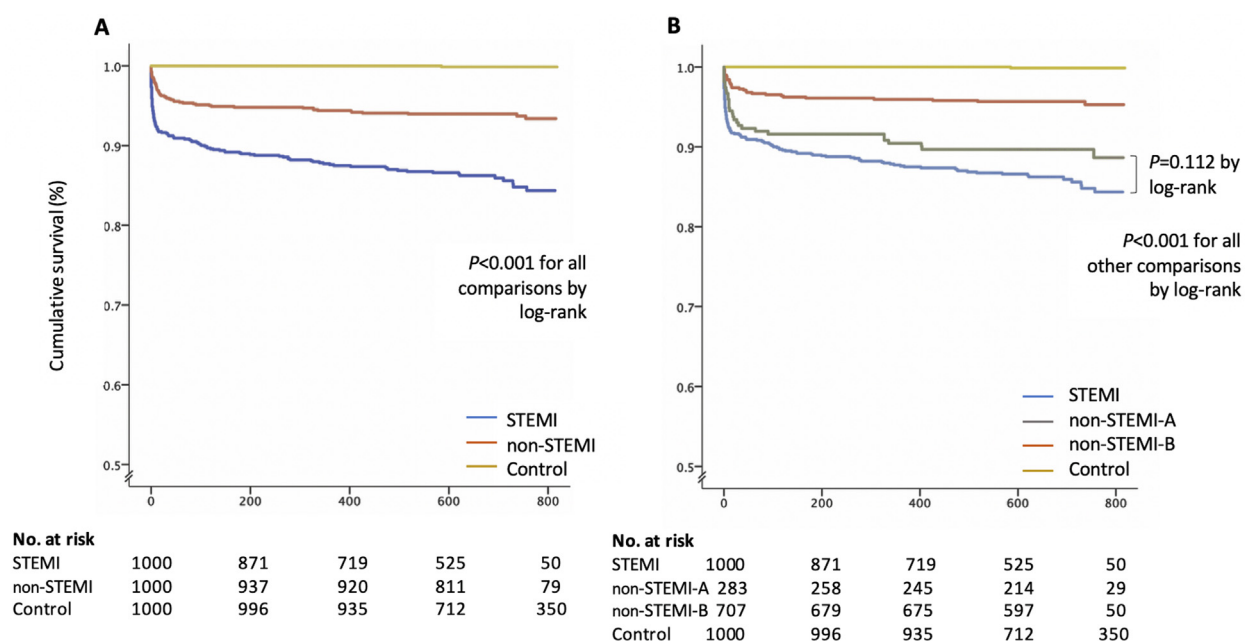 A
1.0
0.9
0.8
0.7
0.6
0.5
Cumulative survival (%)
P<0.001 for all
comparisons by
log-rank
STEMI
non-STEMI
Control
0 200 400 600 800
No. at risk
STEMI 1000 871 719 525 50
non-STEMI 1000 937 920 811 79
Control 1000 996 935 712 350
B
1.0
0.9
0.8
0.7
0.6
0.5
P=0.112 by
log-rank
P<0.001 for all
other comparisons
by log-rank
STEMI
non-STEMI-A
non-STEMI-B
Control
0 200 400 600 800
No. at risk
STEMI 1000 871 719 525 50
non-STEMI-A 283 258 245 214 29
non-STEMI-B 707 679 675 597 50
Control 1000 996 935 712 350